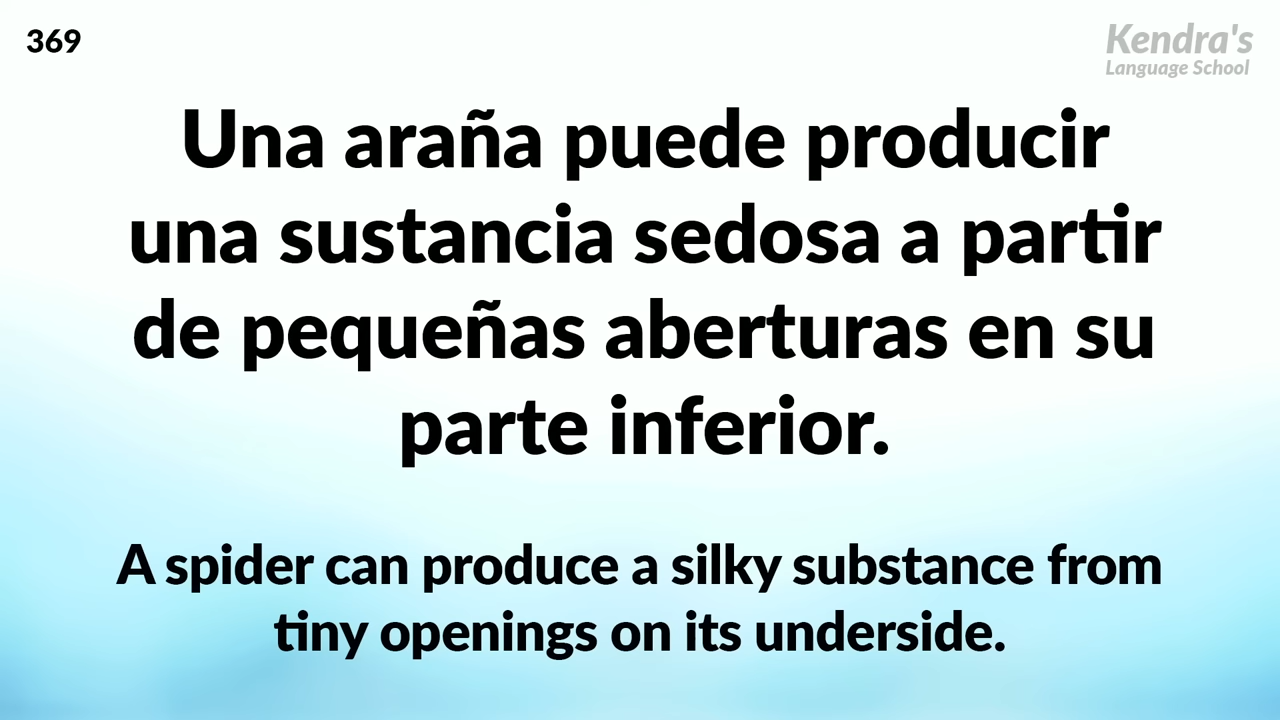 369
Kendra's
Language School
Una araña puede producir
una sustancia sedosa a partir
de pequeñas aberturas en su
parte inferior.
A spider can produce a silky substance from
tiny openings on its underside.